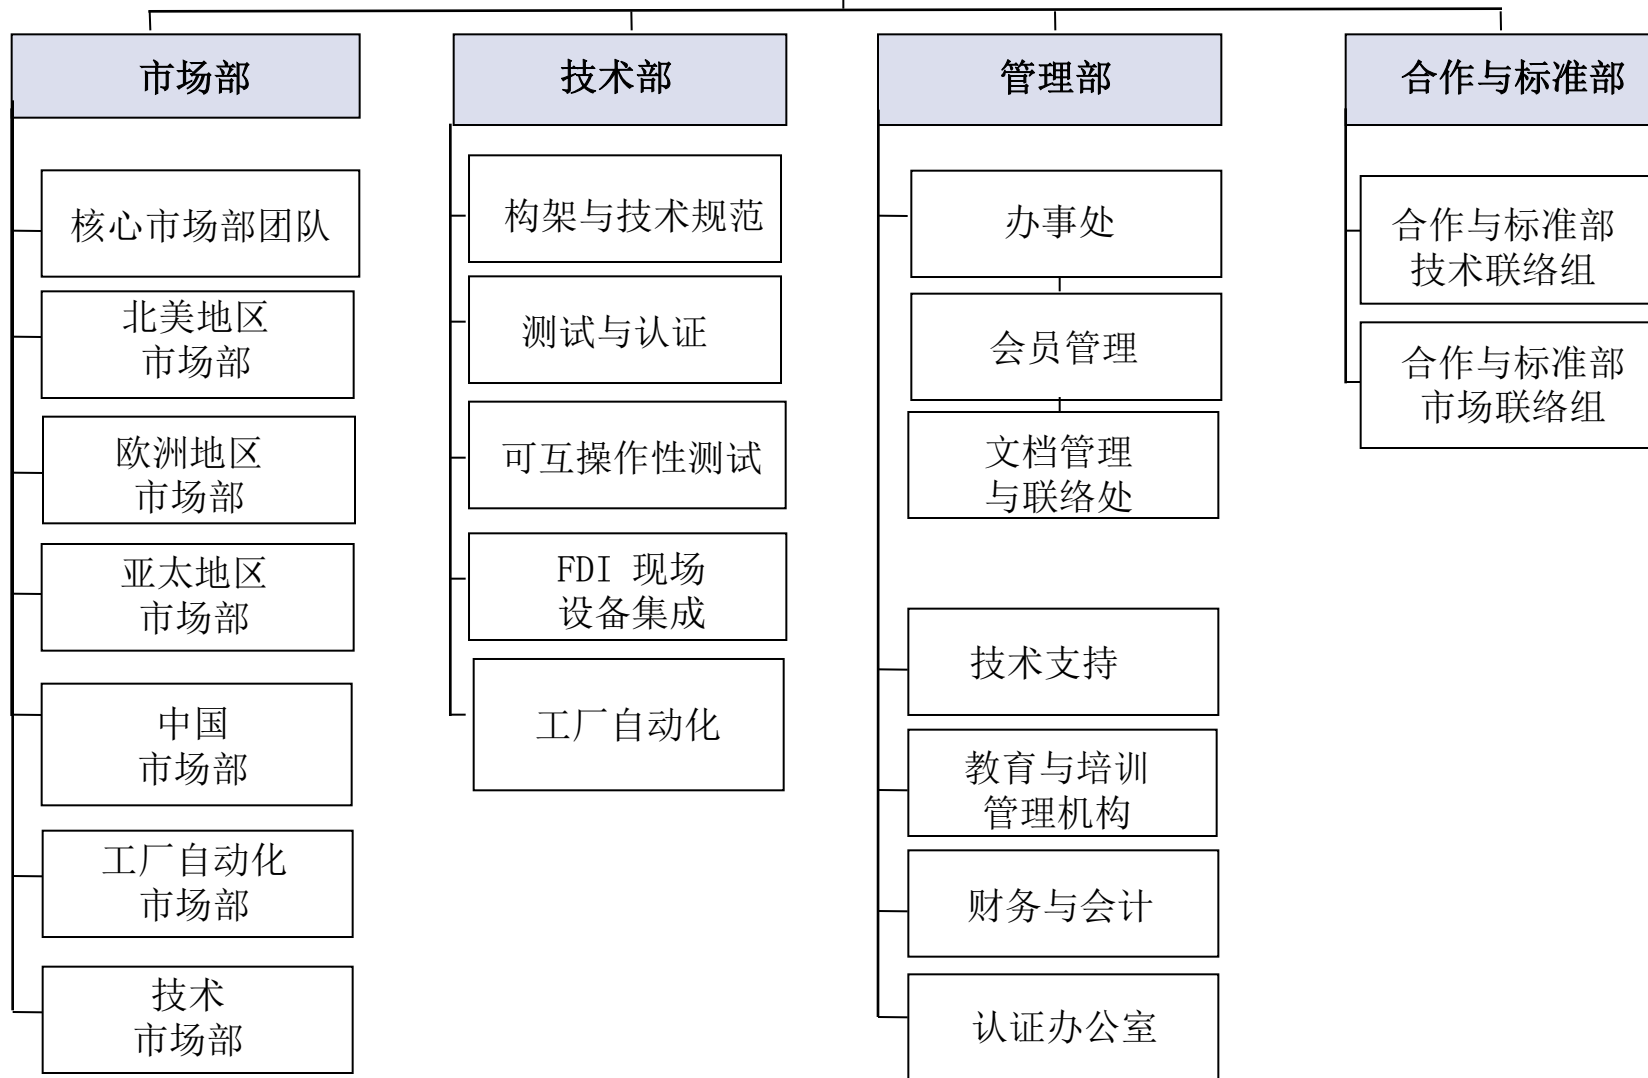 市场部
核心市场部团队
北美地区
市场部
欧洲地区
市场部
亚太地区
市场部
中国
市场部
工厂自动化
市场部
技术
市场部
技术部
构架与技术规范
测试与认证
可互操作性测试
FDI 现场
设备集成
工厂自动化
管理部
办事处
会员管理
文档管理
与联络处
技术支持
教育与培训
管理机构
财务与会计
认证办公室
合作与标准部
合作与标准部
技术联络组
合作与标准部
市场联络组